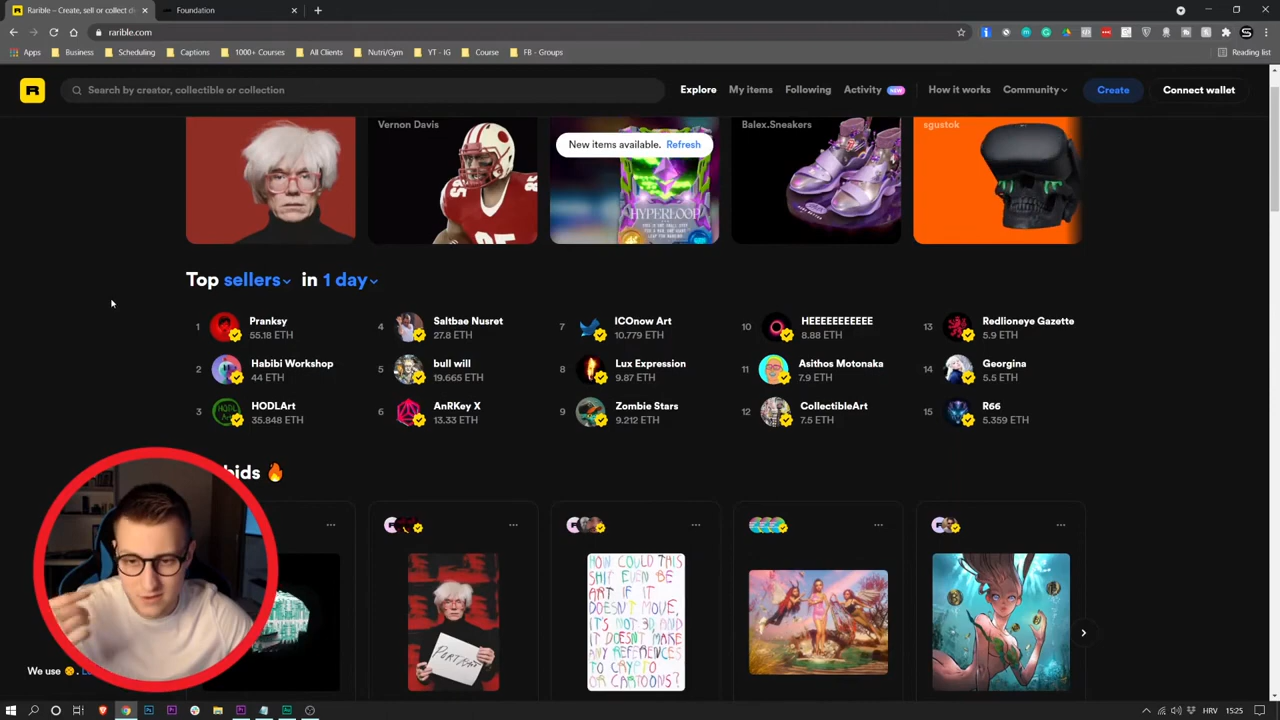 Rarible – Create, sell or collect di
Foundation
rarible.com
Apps
Business
Scheduling
Captions
1000+ Courses
All Clients
Nutri/Gym
YT - IG
Course
FB - Groups
Reading list
R
Search by creator, collectible or collection
Explore
My items
Following
Activity NEW
How it works
Community
Create
Connect wallet
Vernon Davis
Balex.Sneakers
sgustok
New items available. Refresh
HYPERLOOP
Top sellers in 1 day
1 Pranksy
55.18 ETH
4 Saltbae Nusret
27.8 ETH
7 ICOnow Art
10.779 ETH
10 HEEEEEEEEEEE
8.88 ETH
13 Redlioneye Gazette
5.9 ETH
2 Habibi Workshop
44 ETH
5 bull will
19.665 ETH
8 Lux Expression
9.87 ETH
11 Asithos Motonaka
7.9 ETH
14 Georgina
5.5 ETH
3 HODLArt
35.848 ETH
6 AnRKey X
13.33 ETH
9 Zombie Stars
9.212 ETH
12 CollectibleArt
7.5 ETH
15 R66
5.359 ETH
bids
HOW COULD THIS
SHIT EVEN BE
ART IF IT
DOESN'T MOVE,
IT'S NOT 3D AND
IT DOESN'T MAKE
ANY REFERENCES
TO CRYPTO
OR CARTOONS?
We use
HRV
15:25